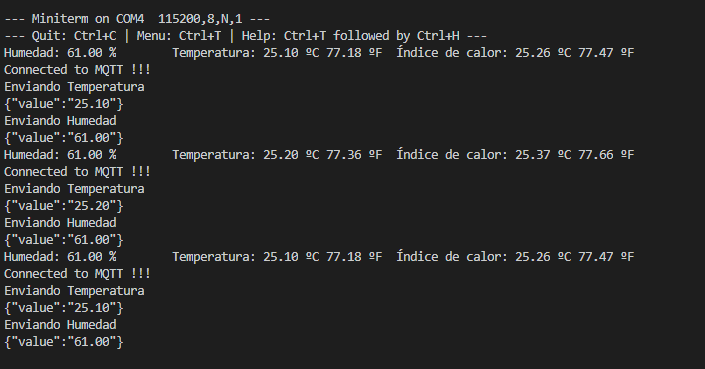 --- Miniterm on COM4  115200,8,N,1 ---
--- Quit: Ctrl+C | Menu: Ctrl+T | Help: Ctrl+T followed by Ctrl+H ---
Humedad: 61.00 %        Temperatura: 25.10 ºC 77.18 ºF  Índice de calor: 25.26 ºC 77.47 ºF
Connected to MQTT !!!
Enviando Temperatura
{"value":"25.10"}
Enviando Humedad
{"value":"61.00"}
Humedad: 61.00 %        Temperatura: 25.20 ºC 77.36 ºF  Índice de calor: 25.37 ºC 77.66 ºF
Connected to MQTT !!!
Enviando Temperatura
{"value":"25.20"}
Enviando Humedad
{"value":"61.00"}
Humedad: 61.00 %        Temperatura: 25.10 ºC 77.18 ºF  Índice de calor: 25.26 ºC 77.47 ºF
Connected to MQTT !!!
Enviando Temperatura
{"value":"25.10"}
Enviando Humedad
{"value":"61.00"}